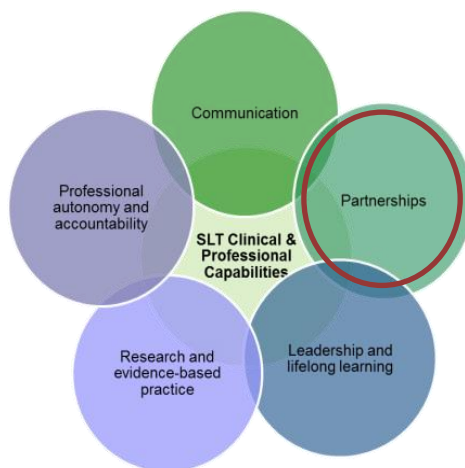 Communication
Partnerships
Professional
autonomy and
accountability
SLT Clinical &
Professional
Capabilities
Leadership and
lifelong learning
Research and
evidence-based
practice